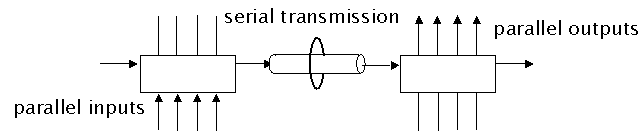 serial transmission
parallel outputs
parallel inputs